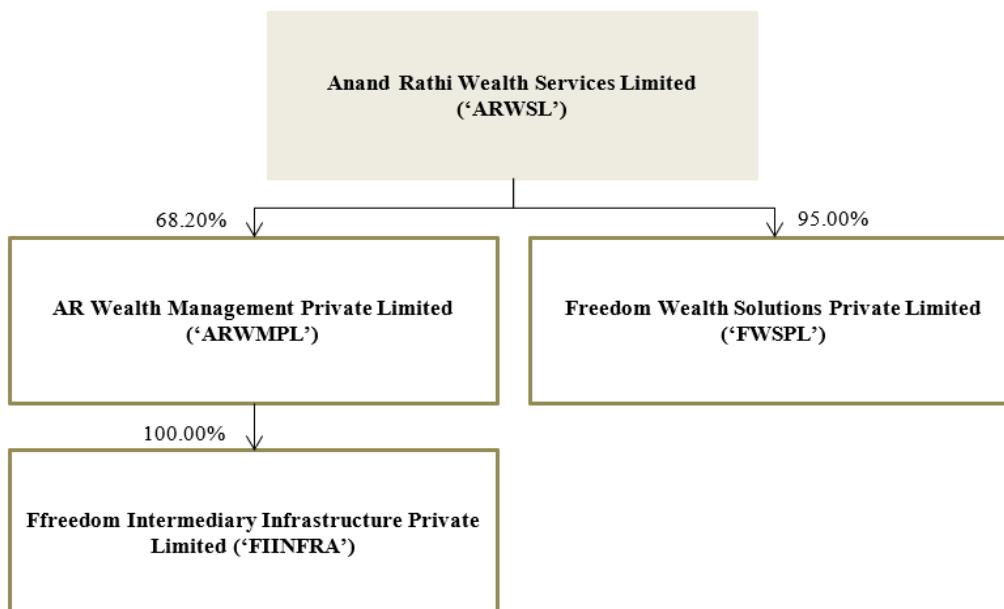 Anand Rathi Wealth Services Limited
(‘ARWSL’)
68.20%
95.00%
AR Wealth Management Private Limited
(‘ARWMPL’)
Freedom Wealth Solutions Private Limited
(‘FWSPL’)
100.00%
Ffreedom Intermediary Infrastructure Private
Limited (‘FIINFRA’)